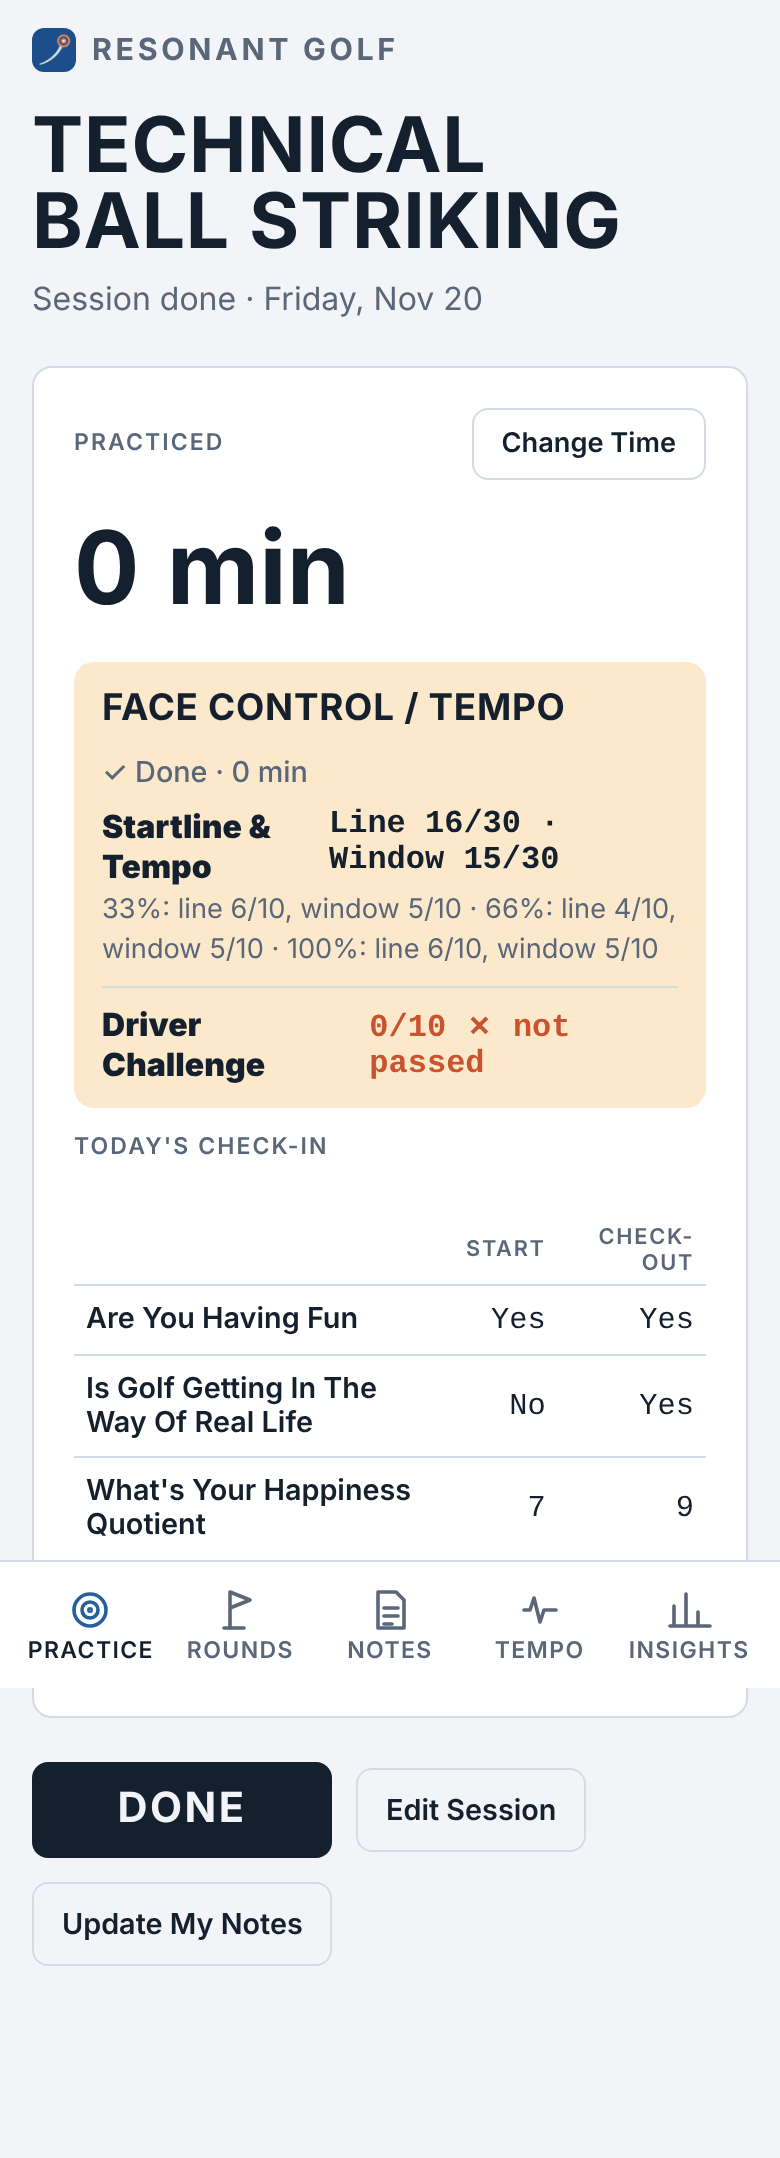 RESONANT GOLF
TECHNICAL
BALL STRIKING
Session done · Friday, Nov 20
PRACTICED
Change Time
0 min
FACE CONTROL / TEMPO
✓ Done · 0 min
Startline &
Tempo
Line 16/30 ·
Window 15/30
33%: line 6/10, window 5/10 · 66%: line 4/10,
window 5/10 · 100%: line 6/10, window 5/10
Driver
Challenge
0/10 ✕ not
passed
TODAY'S CHECK-IN
START
CHECK-
OUT
Are You Having Fun
Yes
Yes
Is Golf Getting In The
Way Of Real Life
No
Yes
What's Your Happiness
Quotient
7
9
PRACTICE
ROUNDS
NOTES
TEMPO
INSIGHTS
DONE
Edit Session
Update My Notes